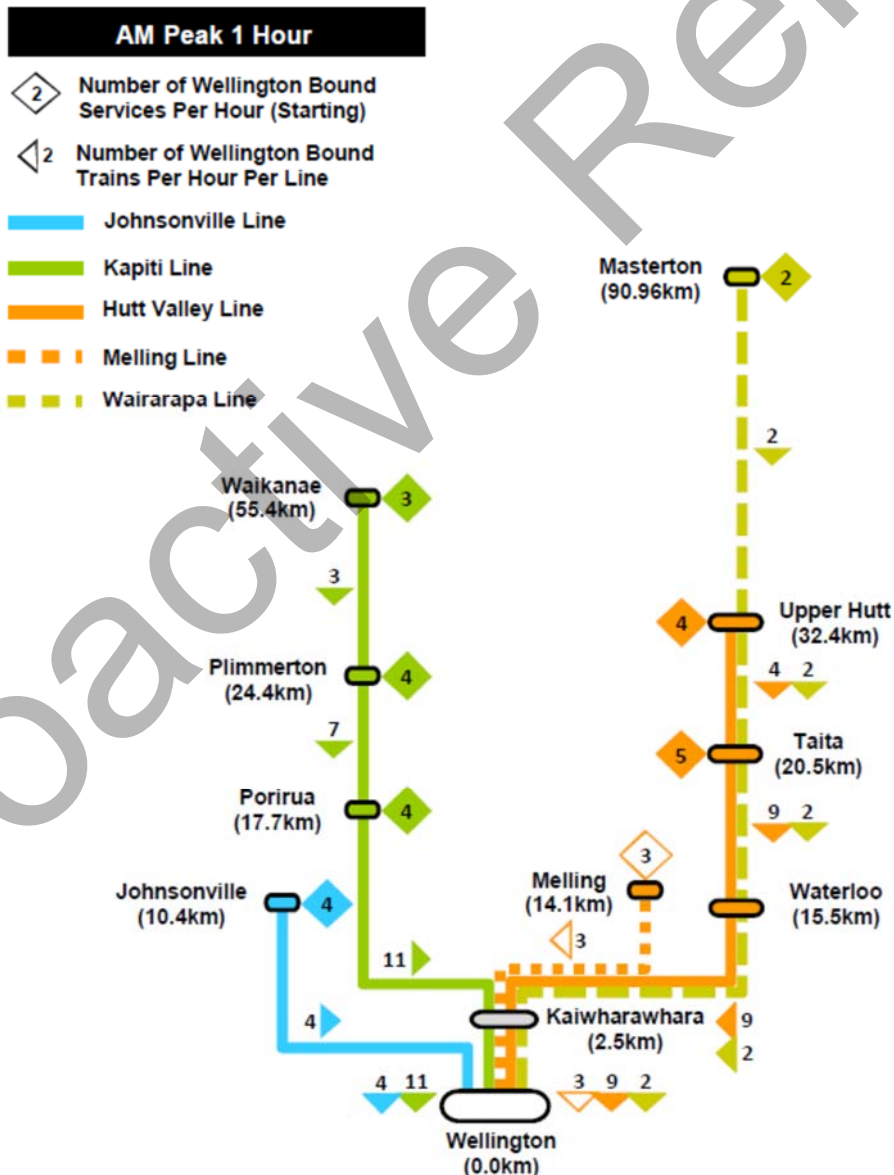 AM Peak 1 Hour
2
Number of Wellington Bound
Services Per Hour (Starting)
2
Number of Wellington Bound
Trains Per Hour Per Line
Johnsonville Line
Kapiti Line
Hutt Valley Line
Melling Line
Wairarapa Line
Masterton
(90.96km)
2
2
Waikanae
(55.4km)
3
3
Upper Hutt
(32.4km)
4
4 2
Plimmerton
(24.4km)
4
7
Taita
(20.5km)
5
9 2
Porirua
(17.7km)
4
Melling
(14.1km)
3
3
Waterloo
(15.5km)
Johnsonville
(10.4km)
4
11
4
Kaiwharawhara
(2.5km)
9
2
4 11
3 9 2
Wellington
(0.0km)
oactive Re